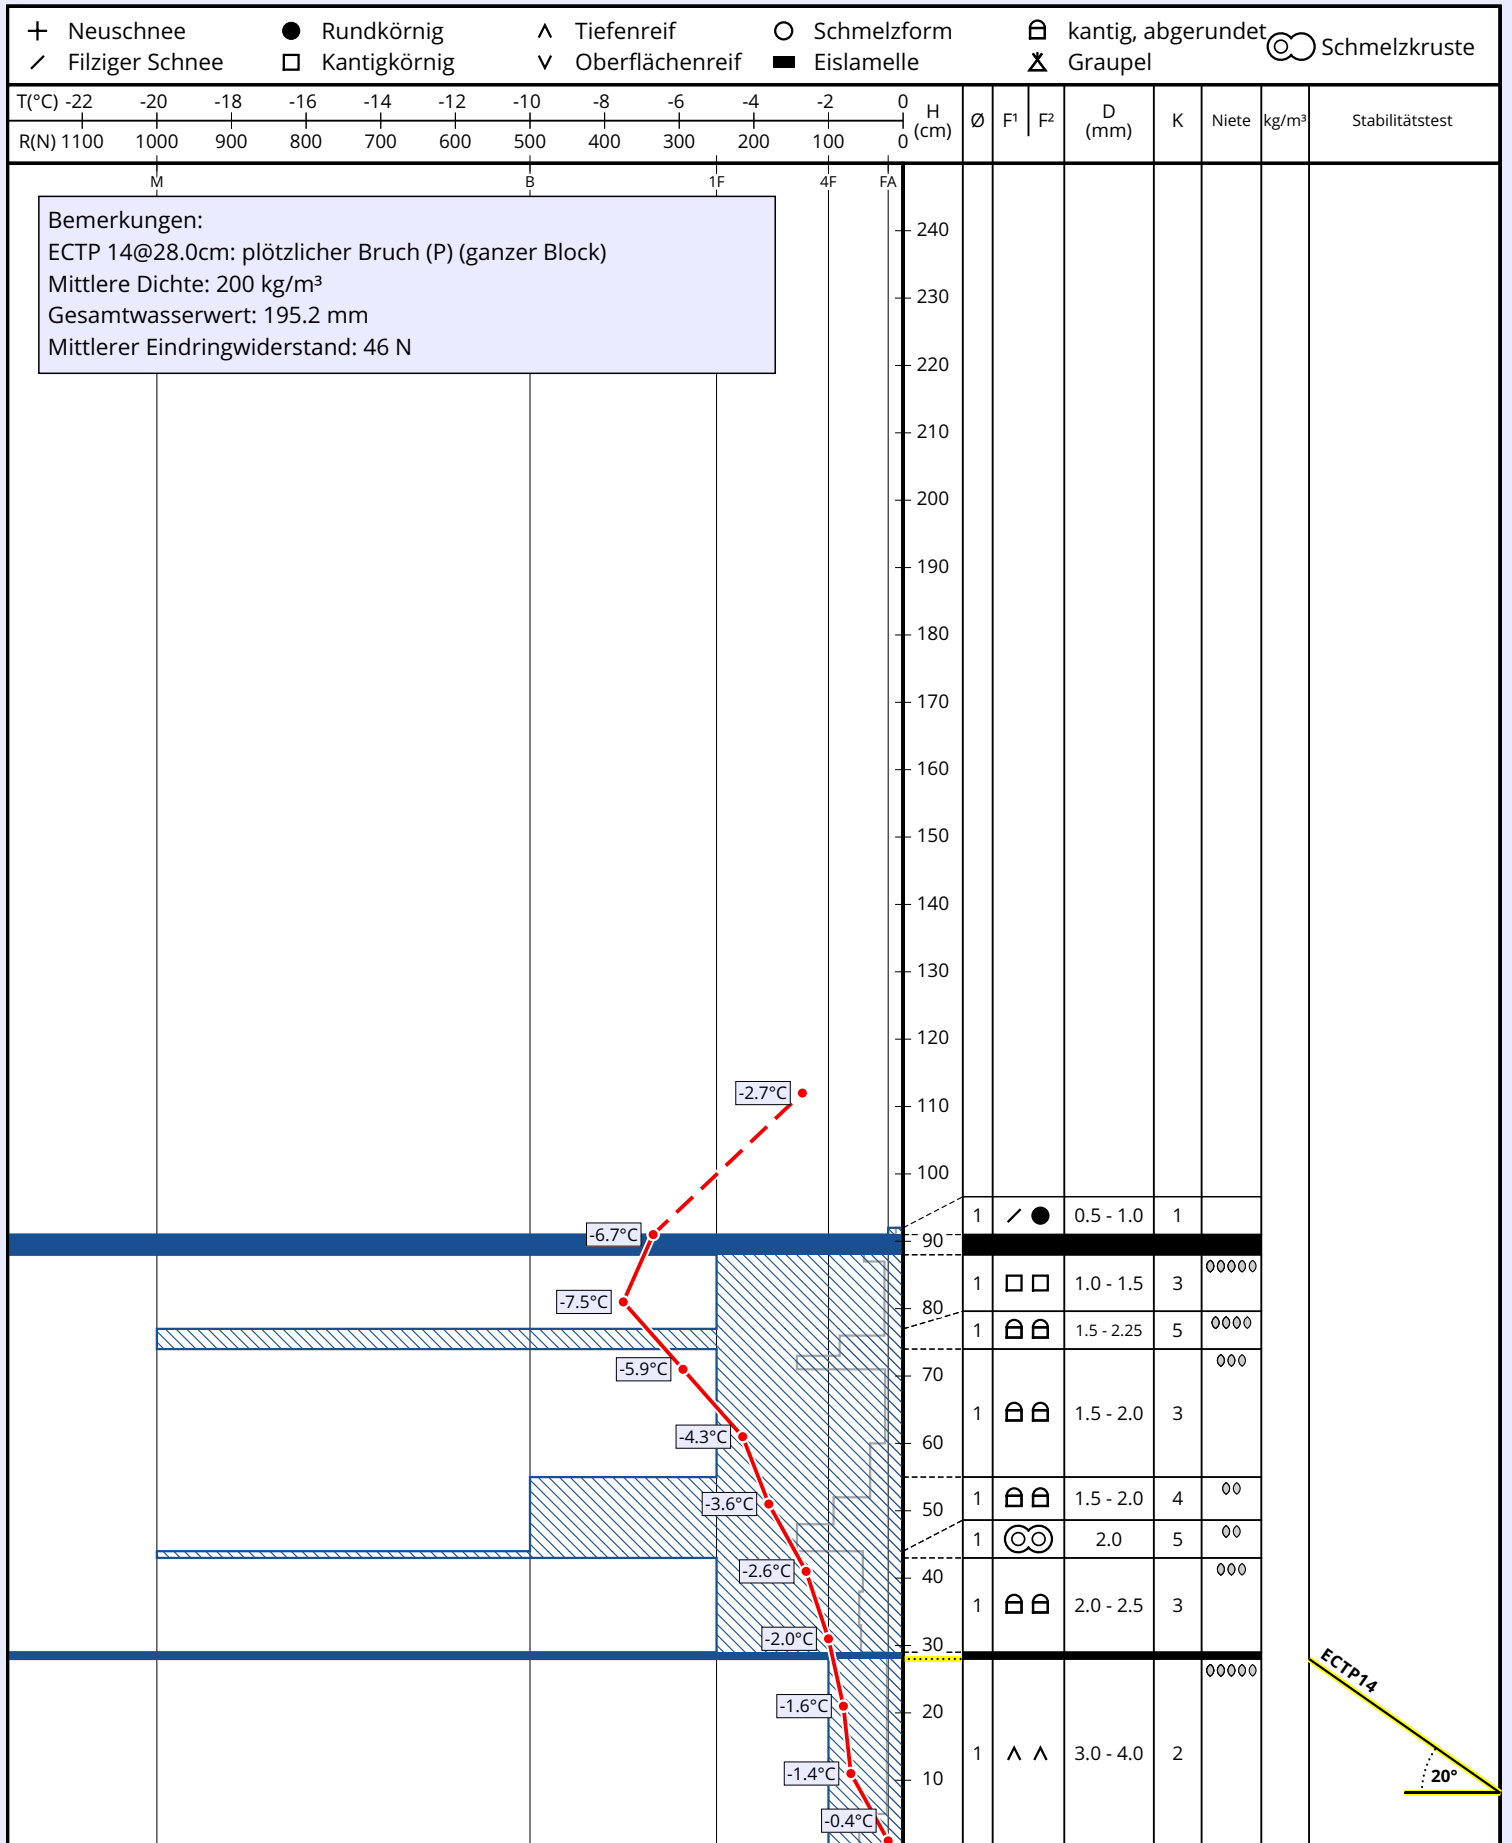 Neuschnee Rundkörnig Tiefenreif Schmelzform kantig, abgerundet Schmelzkruste
Filziger Schnee Kantigkörnig Oberflächenreif Eislamelle Graupel
T(°C) -22 -20 -18 -16 -14 -12 -10 -8 -6 -4 -2 0
R(N) 1100 1000 900 800 700 600 500 400 300 200 100 0
H (cm) Ø F¹ F² D (mm) K Niete kg/m³ Stabilitätstest
M B 1F 4F FA
Bemerkungen:
ECTP 14@28.0cm: plötzlicher Bruch (P) (ganzer Block)
Mittlere Dichte: 200 kg/m³
Gesamtwasserwert: 195.2 mm
Mittlerer Eindringwiderstand: 46 N
240
230
220
210
200
190
180
170
160
150
140
130
120
-2.7°C
110
100
1 0.5 - 1.0 1
-6.7°C 90
1 1.0 - 1.5 3
-7.5°C 80
1 1.5 - 2.25 5
-5.9°C 70
1 1.5 - 2.0 3
-4.3°C 60
1 1.5 - 2.0 4
-3.6°C 50
1 2.0 5
-2.6°C 40
1 2.0 - 2.5 3
-2.0°C 30
ECTP14
-1.6°C 20
1 3.0 - 4.0 2
-1.4°C 10 20°
-0.4°C